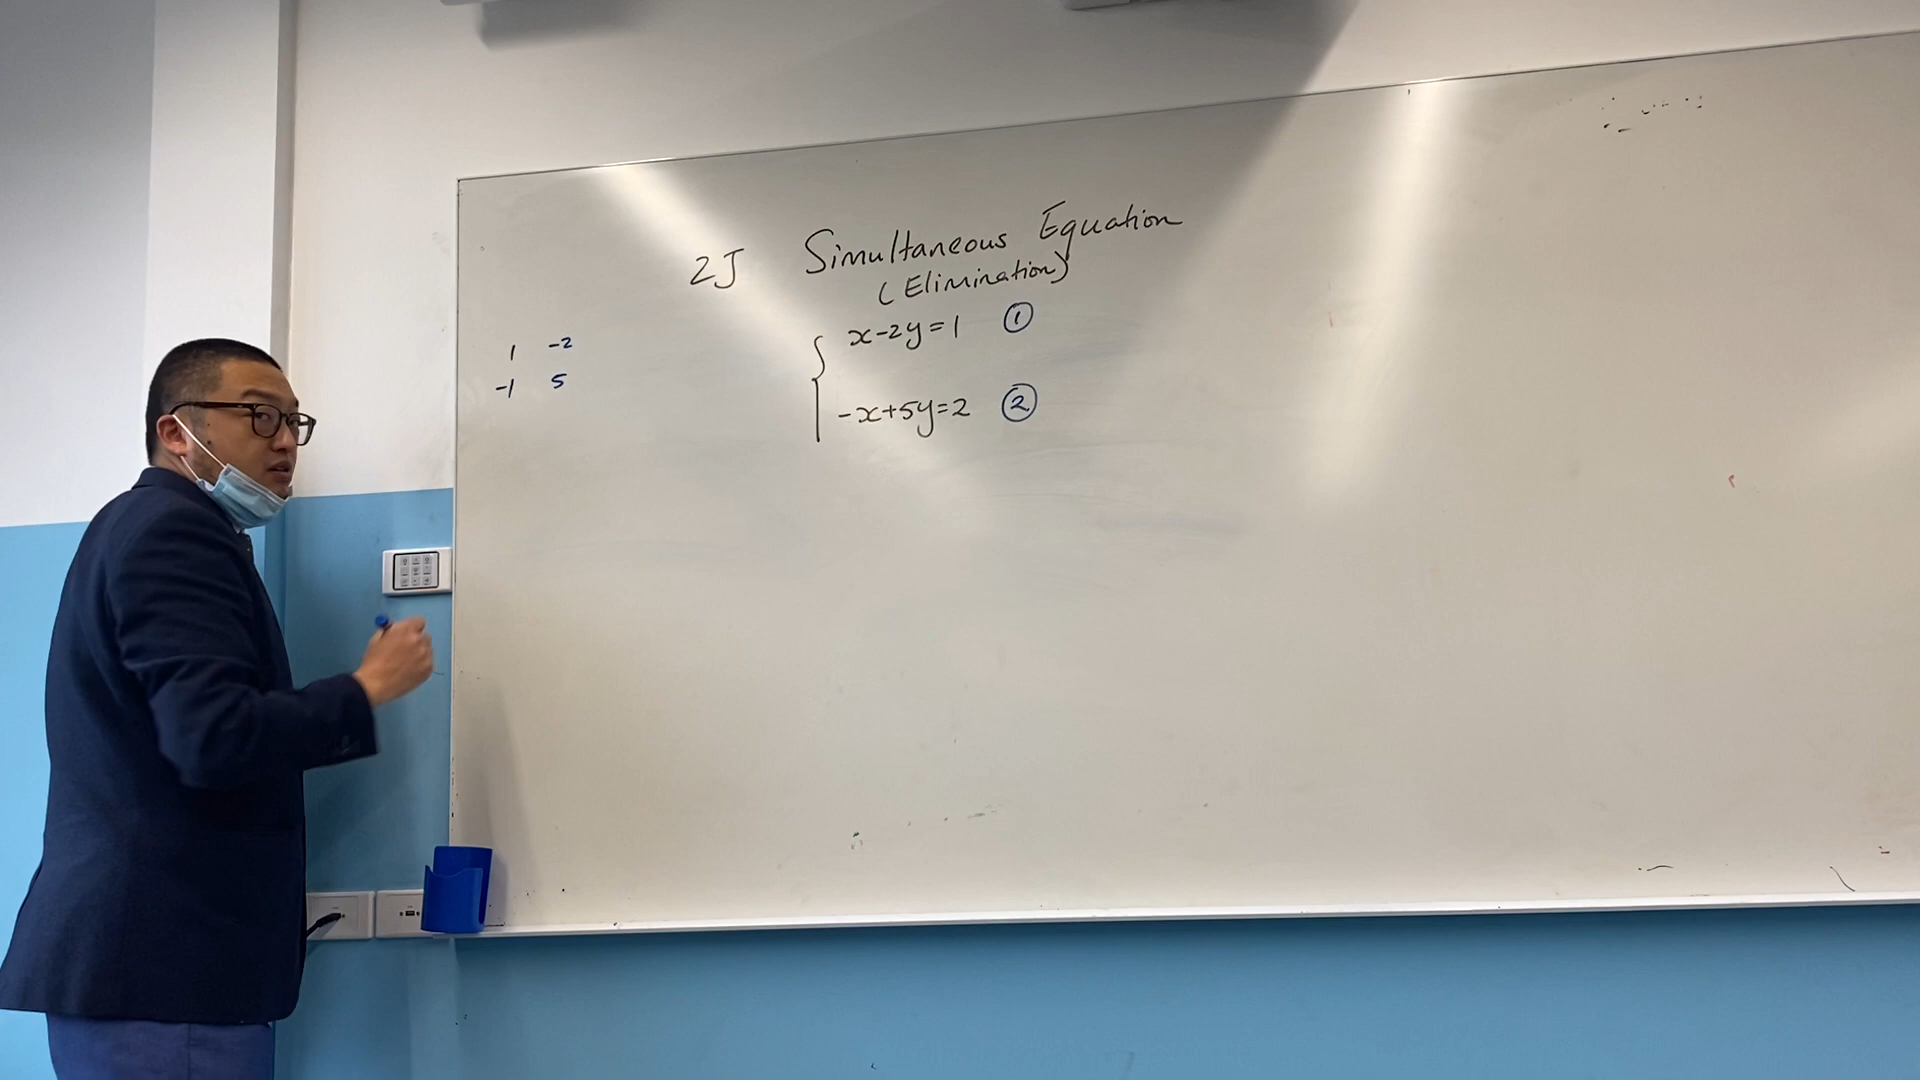 2J Simultaneous Equation
(Elimination)
x-2y=1 ①
-x+5y=2 ②
1 -2
-1 5